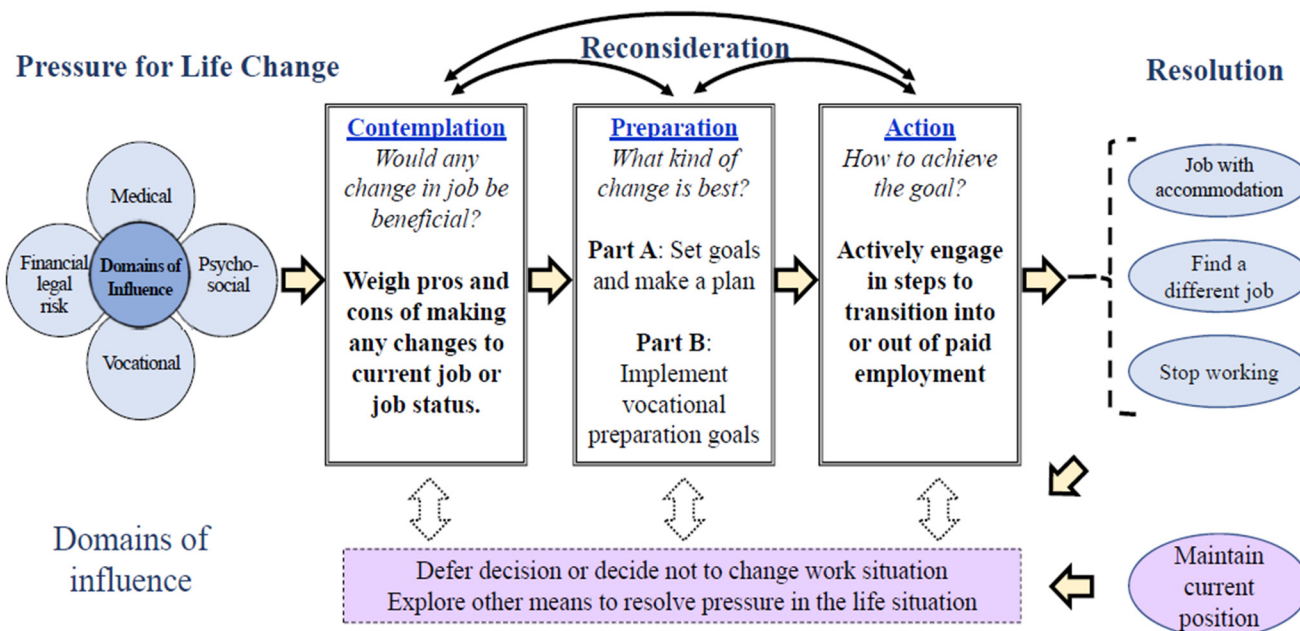 Reconsideration
Pressure for Life Change
Resolution
Medical
Financial
legal
risk
Domains of
Influence
Psycho-
social
Vocational
Contemplation
Would any
change in job be
beneficial?
Weigh pros and
cons of making
any changes to
current job or
job status.
Preparation
What kind of
change is best?
Part A: Set goals
and make a plan
Part B:
Implement
vocational
preparation goals
Action
How to achieve
the goal?
Actively engage
in steps to
transition into
or out of paid
employment
Job with
accommodation
Find a
different job
Stop working
Domains of
influence
Defer decision or decide not to change work situation
Explore other means to resolve pressure in the life situation
Maintain
current
position